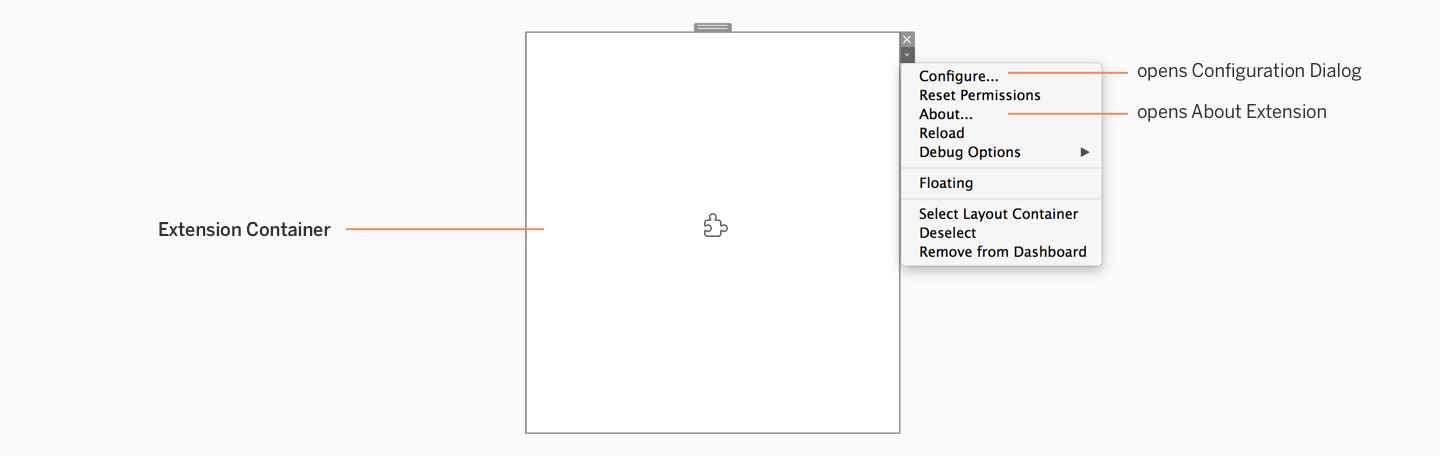 Configure...
opens Configuration Dialog
Reset Permissions
About...
opens About Extension
Reload
Debug Options
Floating
Select Layout Container
Extension Container
Deselect
Remove from Dashboard